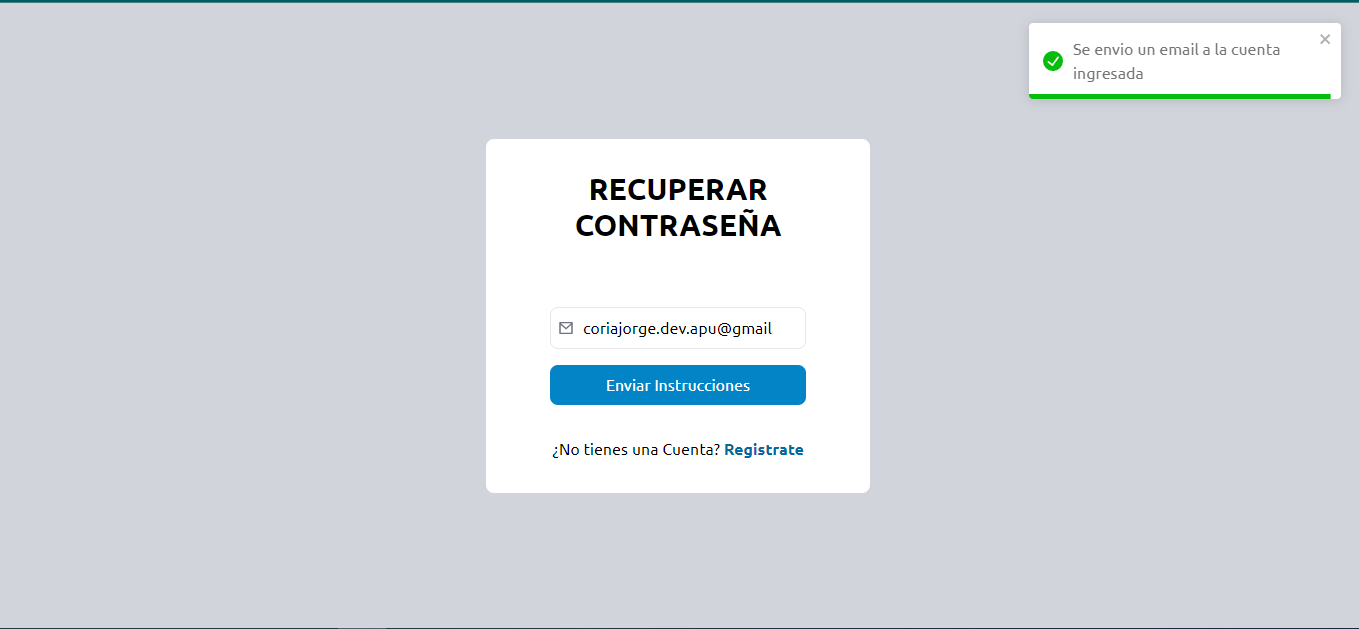 Se envio un email a la cuenta
ingresada
RECUPERAR
CONTRASEÑA
coriajorge.dev.apu@gmail
Enviar Instrucciones
¿No tienes una Cuenta? Registrate